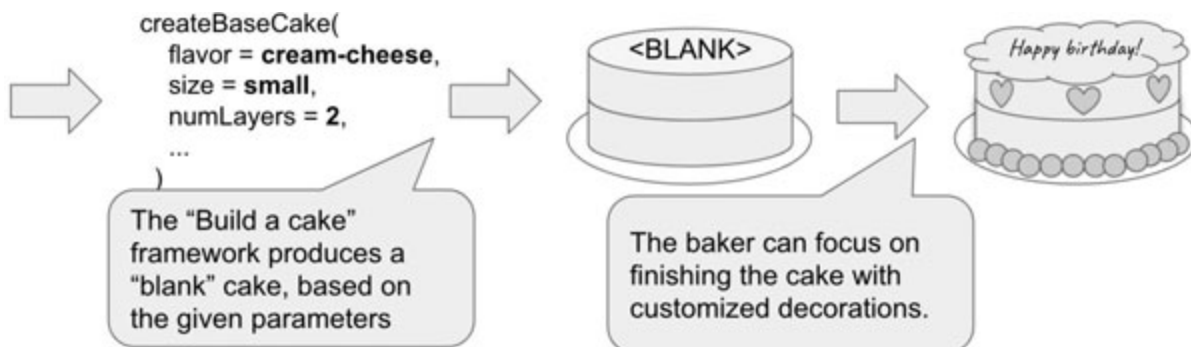 createBaseCake(
flavor = cream-cheese,
size = small,
numLayers = 2,
...
)
The “Build a cake”
framework produces a
“blank” cake, based on
the given parameters
<BLANK>
The baker can focus on
finishing the cake with
customized decorations.
Happy birthday!